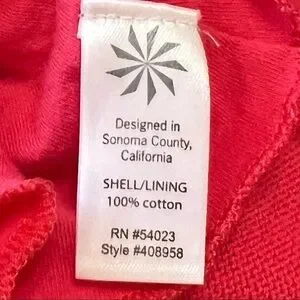 Designed in
Sonoma County,
California
SHELL/LINING
100% cotton
RN #54023
Style #408958